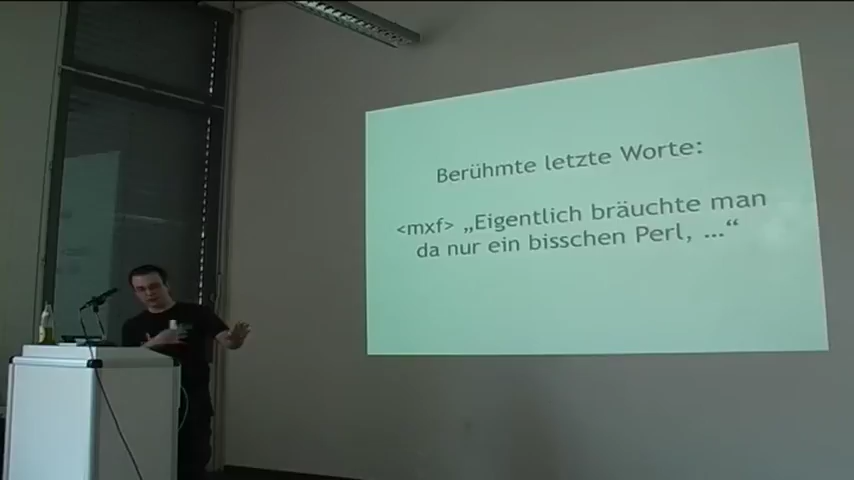 Berühmte letzte Worte:
<mxf> „Eigentlich bräuchte man
da nur ein bisschen Perl, ...“